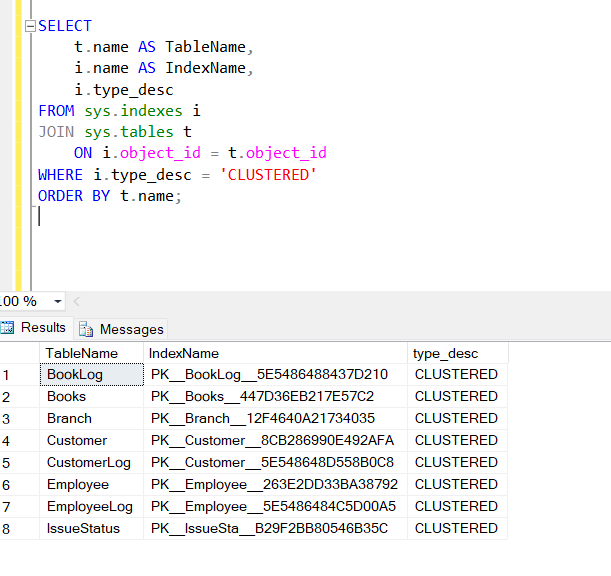 SELECT
t.name AS TableName,
i.name AS IndexName,
i.type_desc
FROM sys.indexes i
JOIN sys.tables t
ON i.object_id = t.object_id
WHERE i.type_desc = 'CLUSTERED'
ORDER BY t.name;
.00 %
Results Messages
TableName IndexName type_desc
1 BookLog PK__BookLog__5E5486488437D210 CLUSTERED
2 Books PK__Books__447D36EB217E57C2 CLUSTERED
3 Branch PK__Branch__12F4640A21734035 CLUSTERED
4 Customer PK__Customer__8CB286990E492AFA CLUSTERED
5 CustomerLog PK__Customer__5E548648D558B0C8 CLUSTERED
6 Employee PK__Employee__263E2DD33BA38792 CLUSTERED
7 EmployeeLog PK__Employee__5E5486484C5D00A5 CLUSTERED
8 IssueStatus PK__IssueSta__B29F2BB80546B35C CLUSTERED